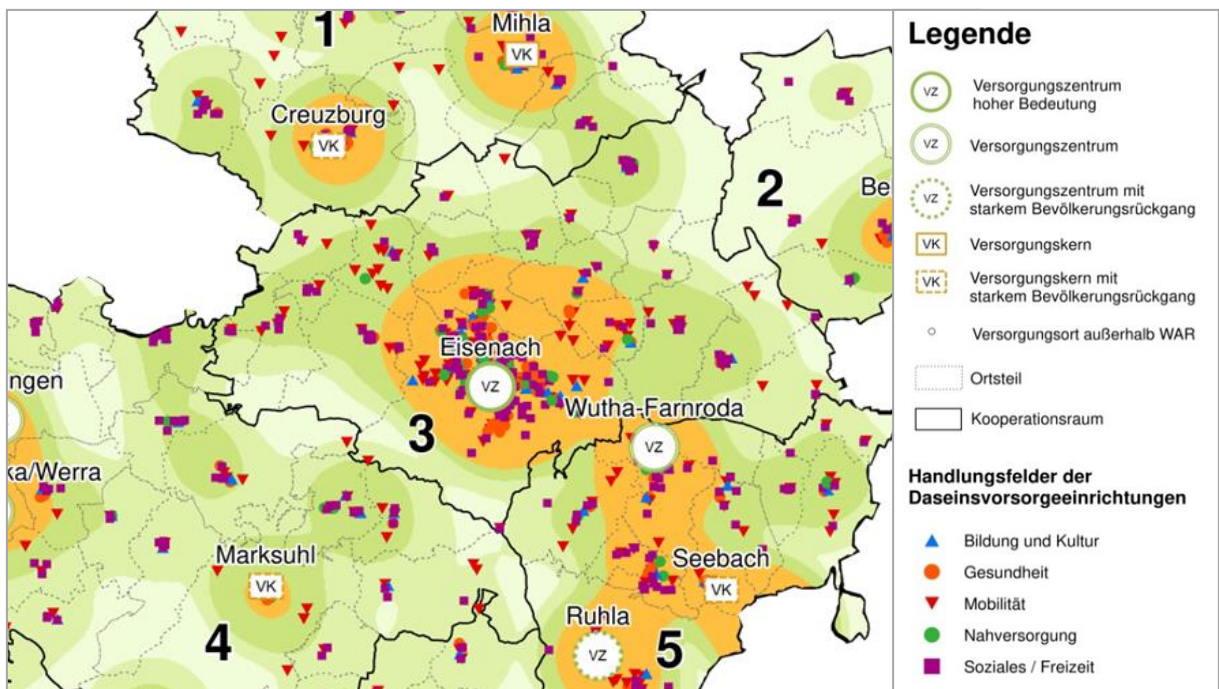 1
Mihla
VK
Creuzburg
VK
2
Be
Eisenach
VZ
ngen
3
Wutha-Farnroda
VZ
ka/Werra
Marksuhl
VK
Seebach
VK
4
Ruhla
VZ
5
Legende
VZ
Versorgungszentrum
hoher Bedeutung
VZ
Versorgungszentrum
VZ
Versorgungszentrum mit
starkem Bevölkerungsrückgang
VK
Versorgungskern
VK
Versorgungskern mit
starkem Bevölkerungsrückgang
Versorgungsort außerhalb WAR
Ortsteil
Kooperationsraum
Handlungsfelder der
Daseinsvorsorgeeinrichtungen
Bildung und Kultur
Gesundheit
Mobilität
Nahversorgung
Soziales / Freizeit